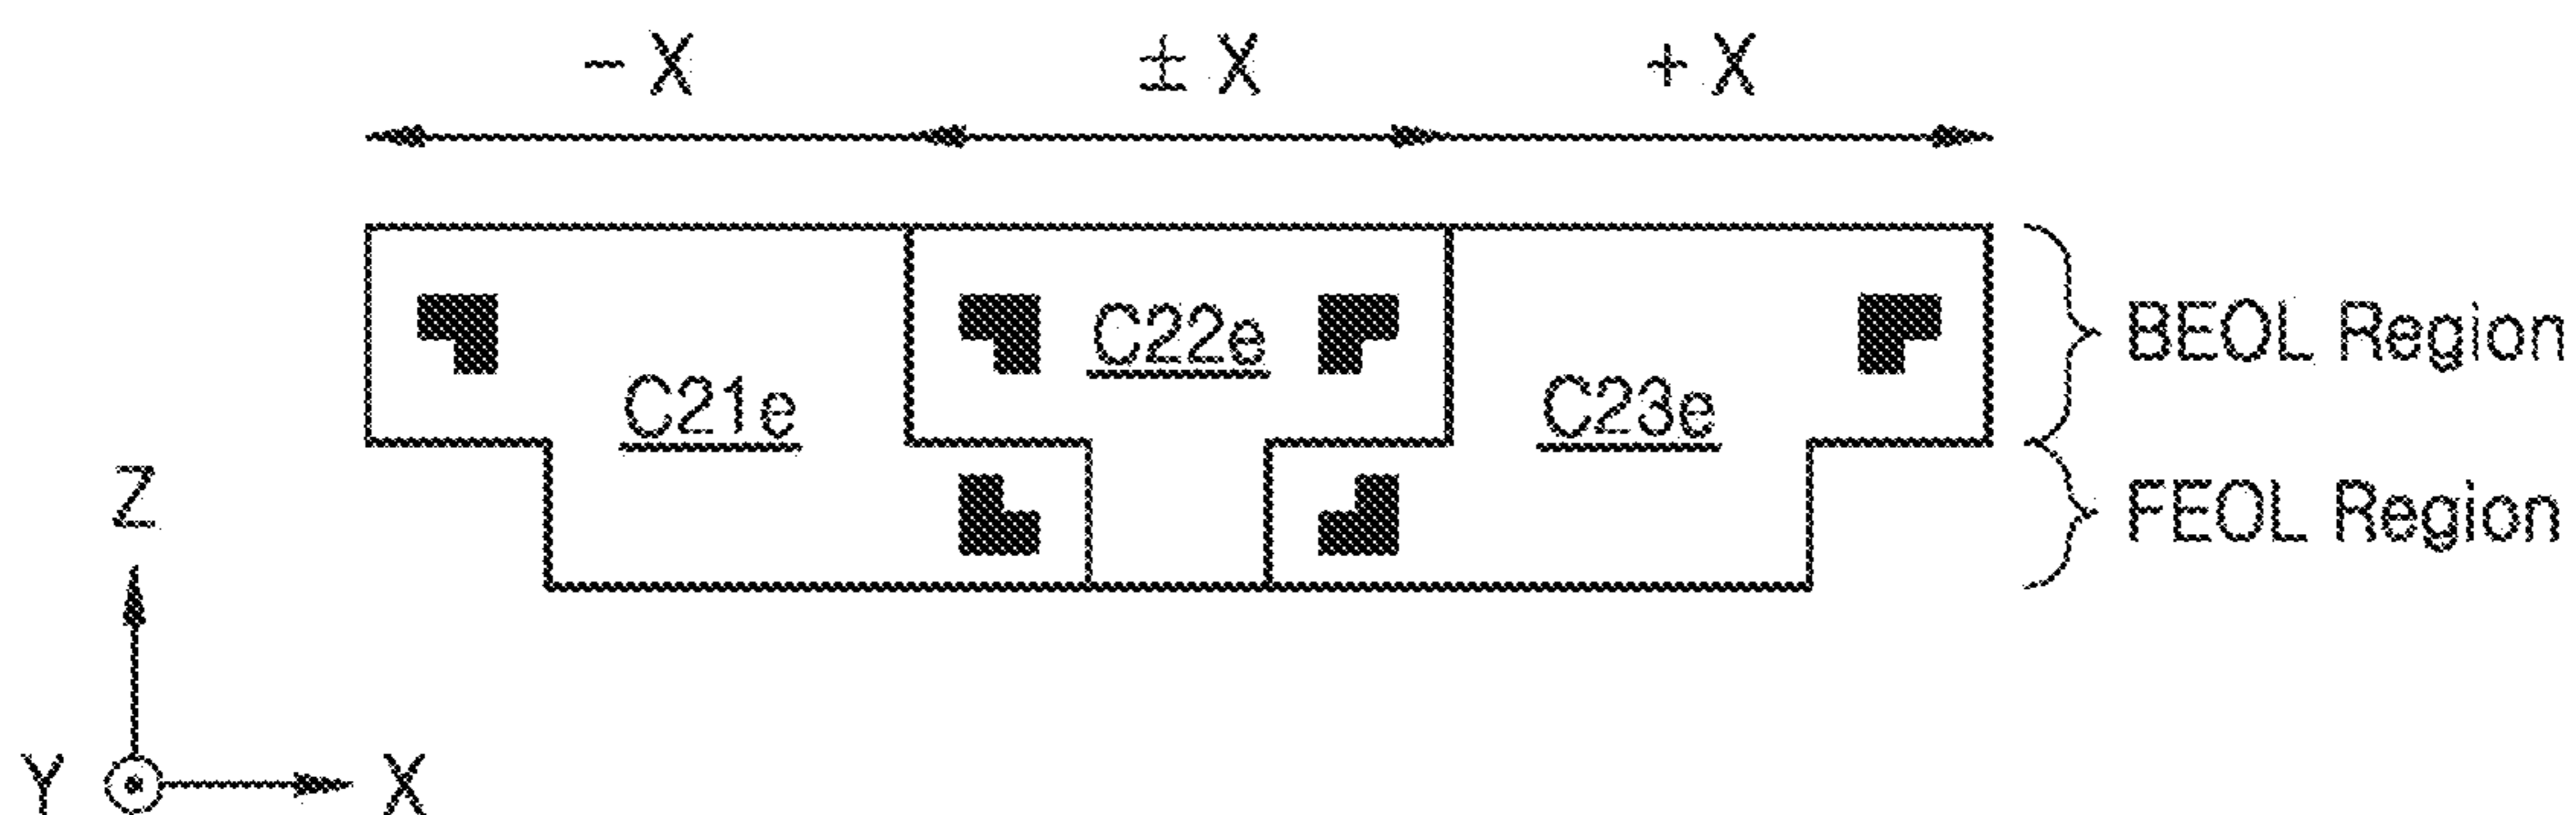 − X
± X
+ X
C21e
C22e
C23e
BEOL Region
FEOL Region
Z
Y
X